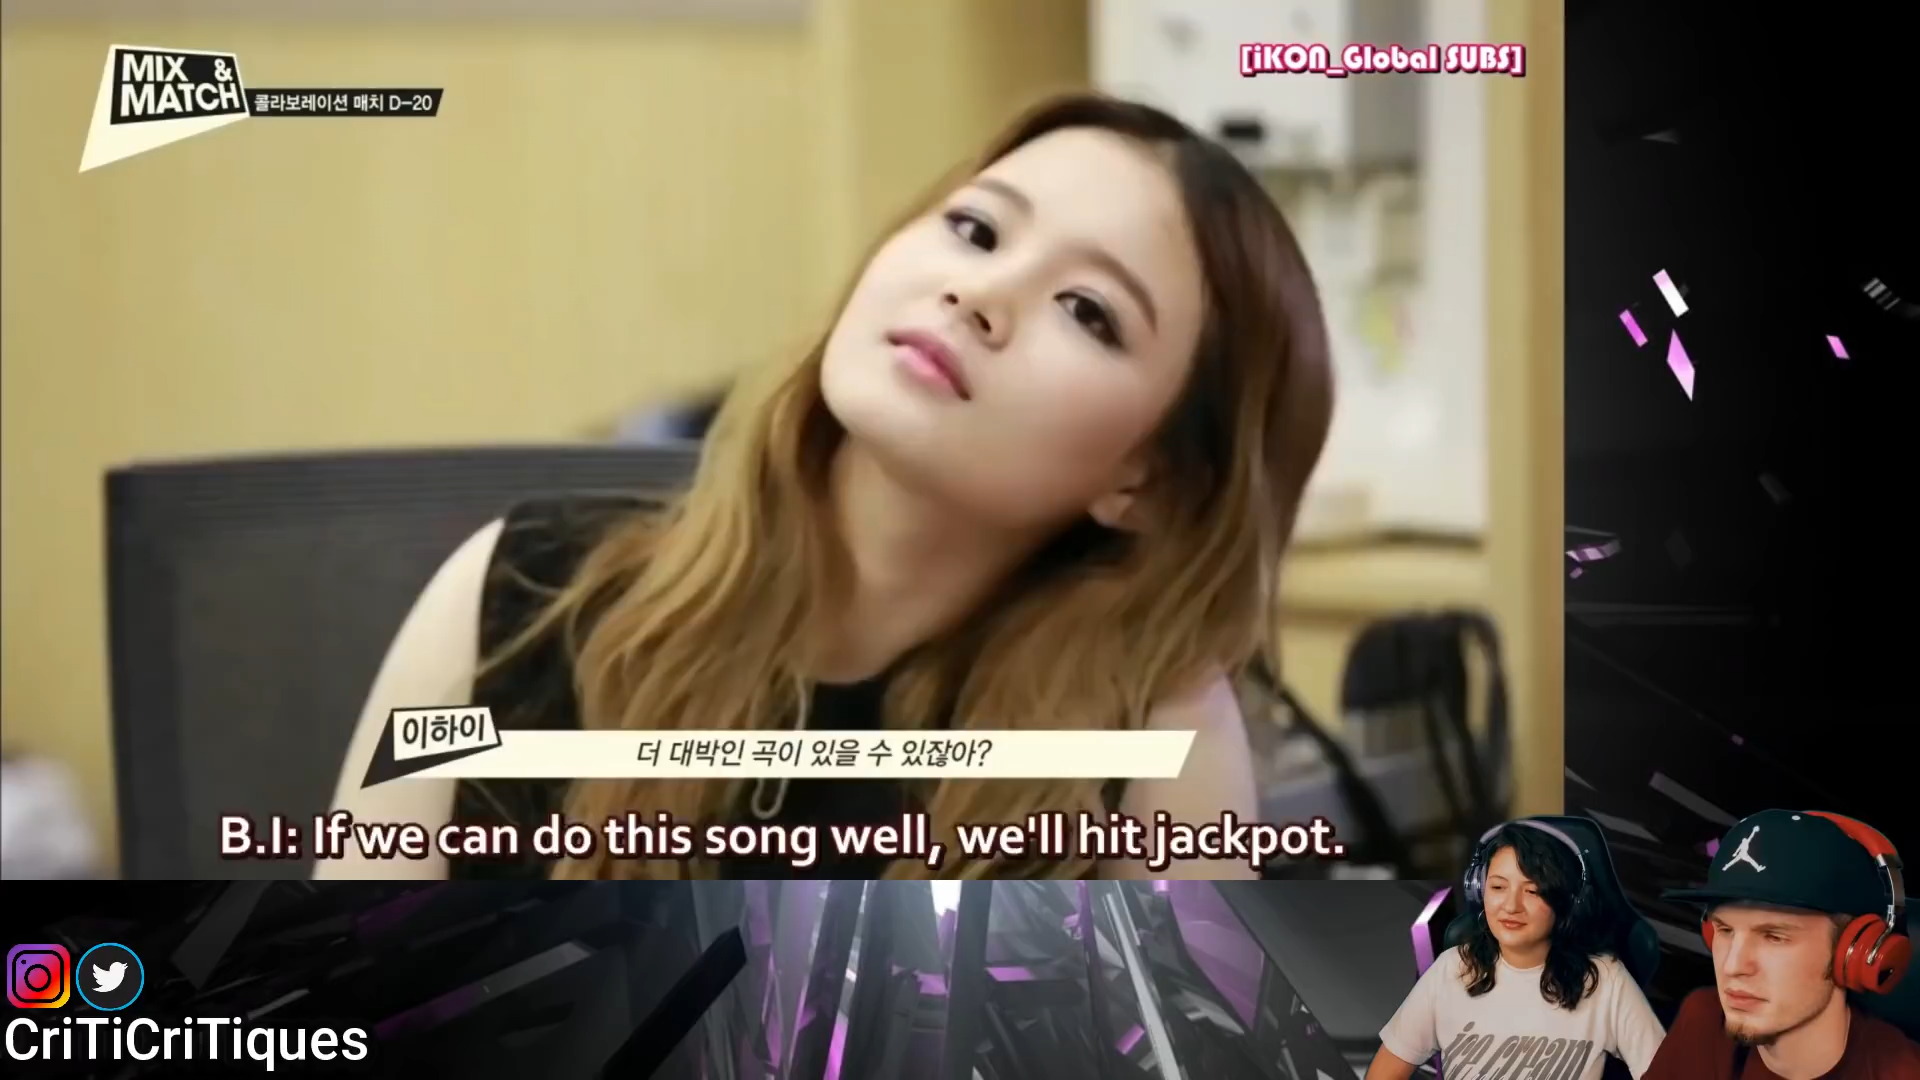 MIX &
MATCH
콜라보레이션 매치 D-20
[iKON_Global SUBS]
이하이
더 대박인 곡이 있을 수 있잖아?
B.I: If we can do this song well, we'll hit jackpot.
CriTiCriTiques
ice cream